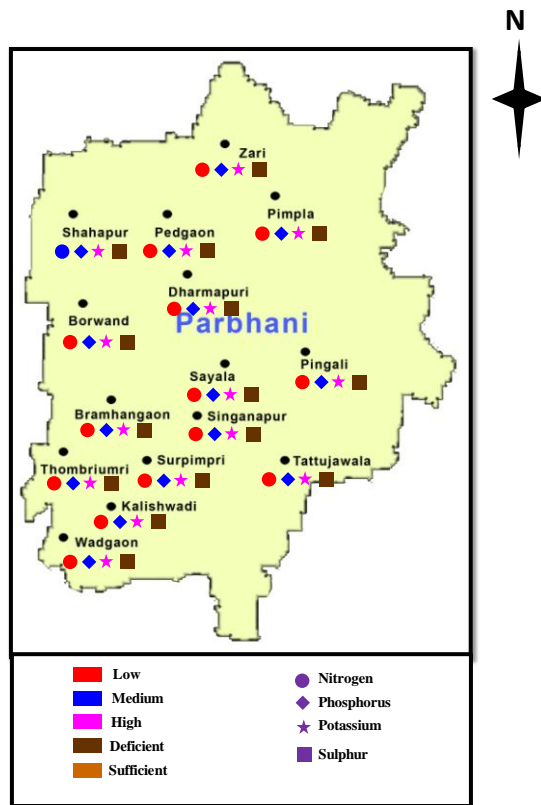 N
Zari
Pimpla
Shahapur
Pedgaon
Dharmapuri
Parbhani
Borwand
Pingali
Sayala
Bramhangaon
Singanapur
Thombriumri
Surpimpri
Tattujawala
Kalishwadi
Wadgaon
Low
Medium
High
Deficient
Sufficient
Nitrogen
Phosphorus
Potassium
Sulphur